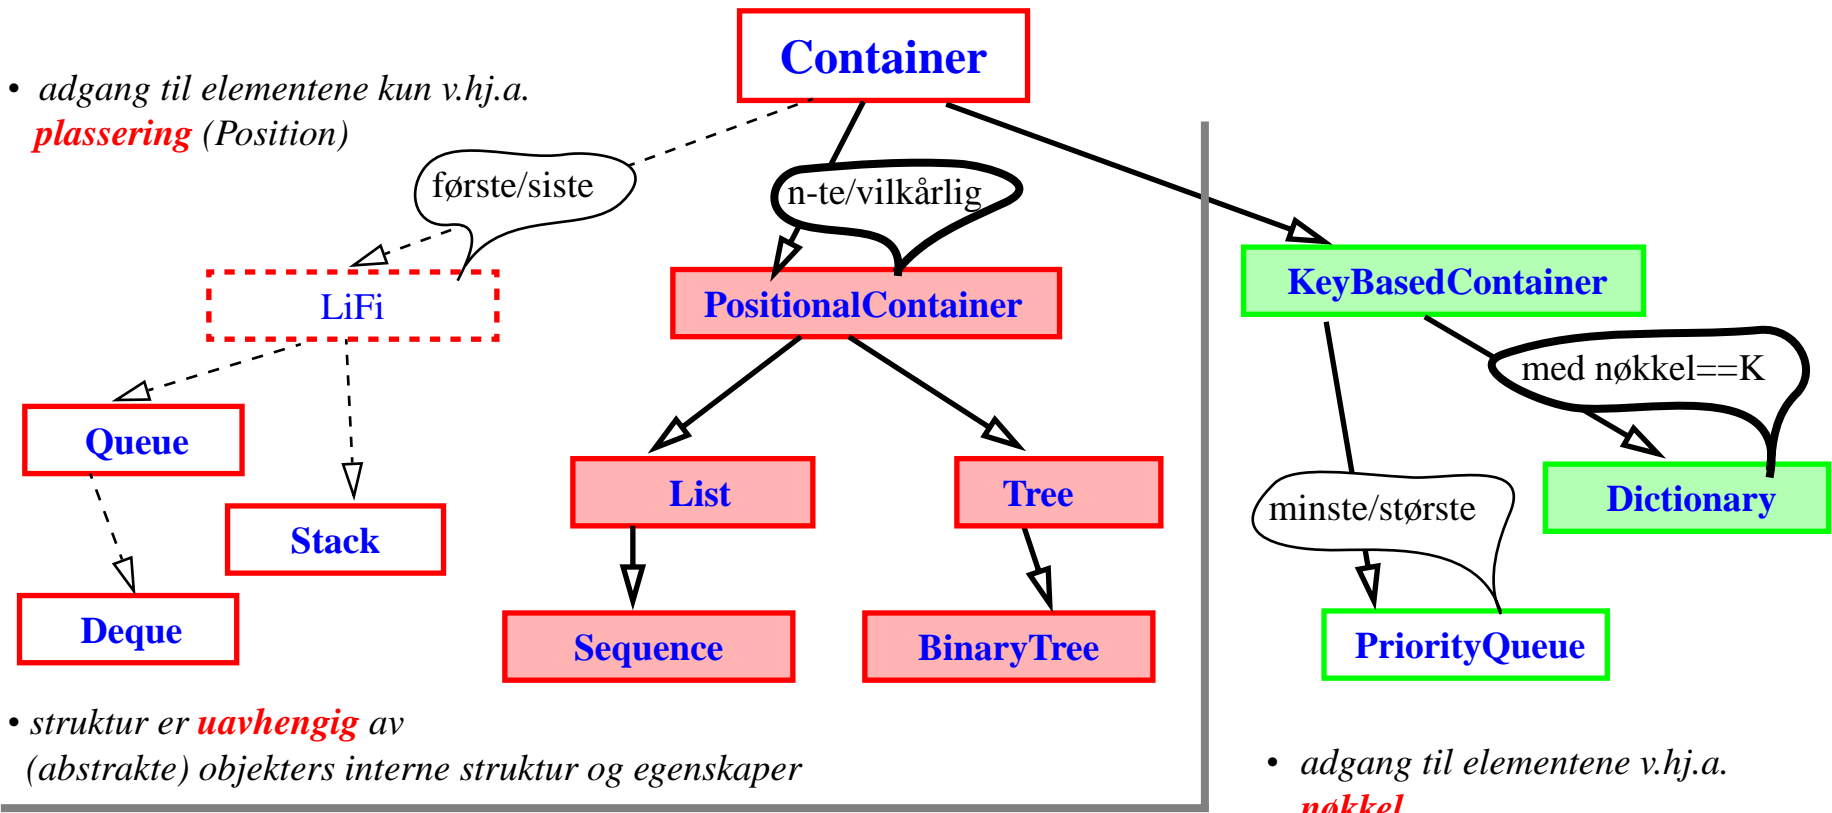 Container
• adgang til elementene kun v.hj.a.
plassering (Position)
første/siste
n-te/vilkårlig
LiFi
PositionalContainer
KeyBasedContainer
med nøkkel==K
Queue
Stack
Deque
List
Tree
minste/største
Dictionary
Sequence
BinaryTree
PriorityQueue
• struktur er uavhengig av
(abstrakte) objekters interne struktur og egenskaper
• adgang til elementene v.hj.a.
nøkkel